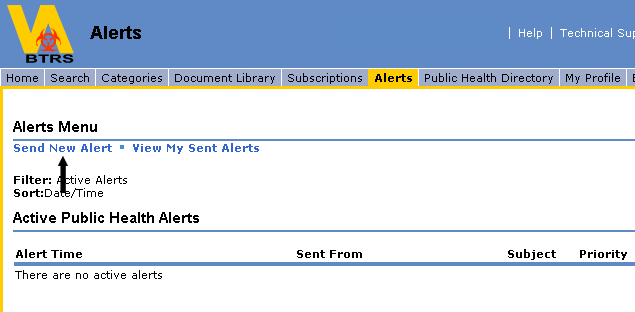 VA
BTRS
Alerts
| Help | Technical Sup
Home Search Categories Document Library Subscriptions Alerts Public Health Directory My Profile
Alerts Menu
Send New Alert ▪ View My Sent Alerts
Filter: Active Alerts
Sort:Date/Time
Active Public Health Alerts
Alert Time Sent From Subject Priority
There are no active alerts